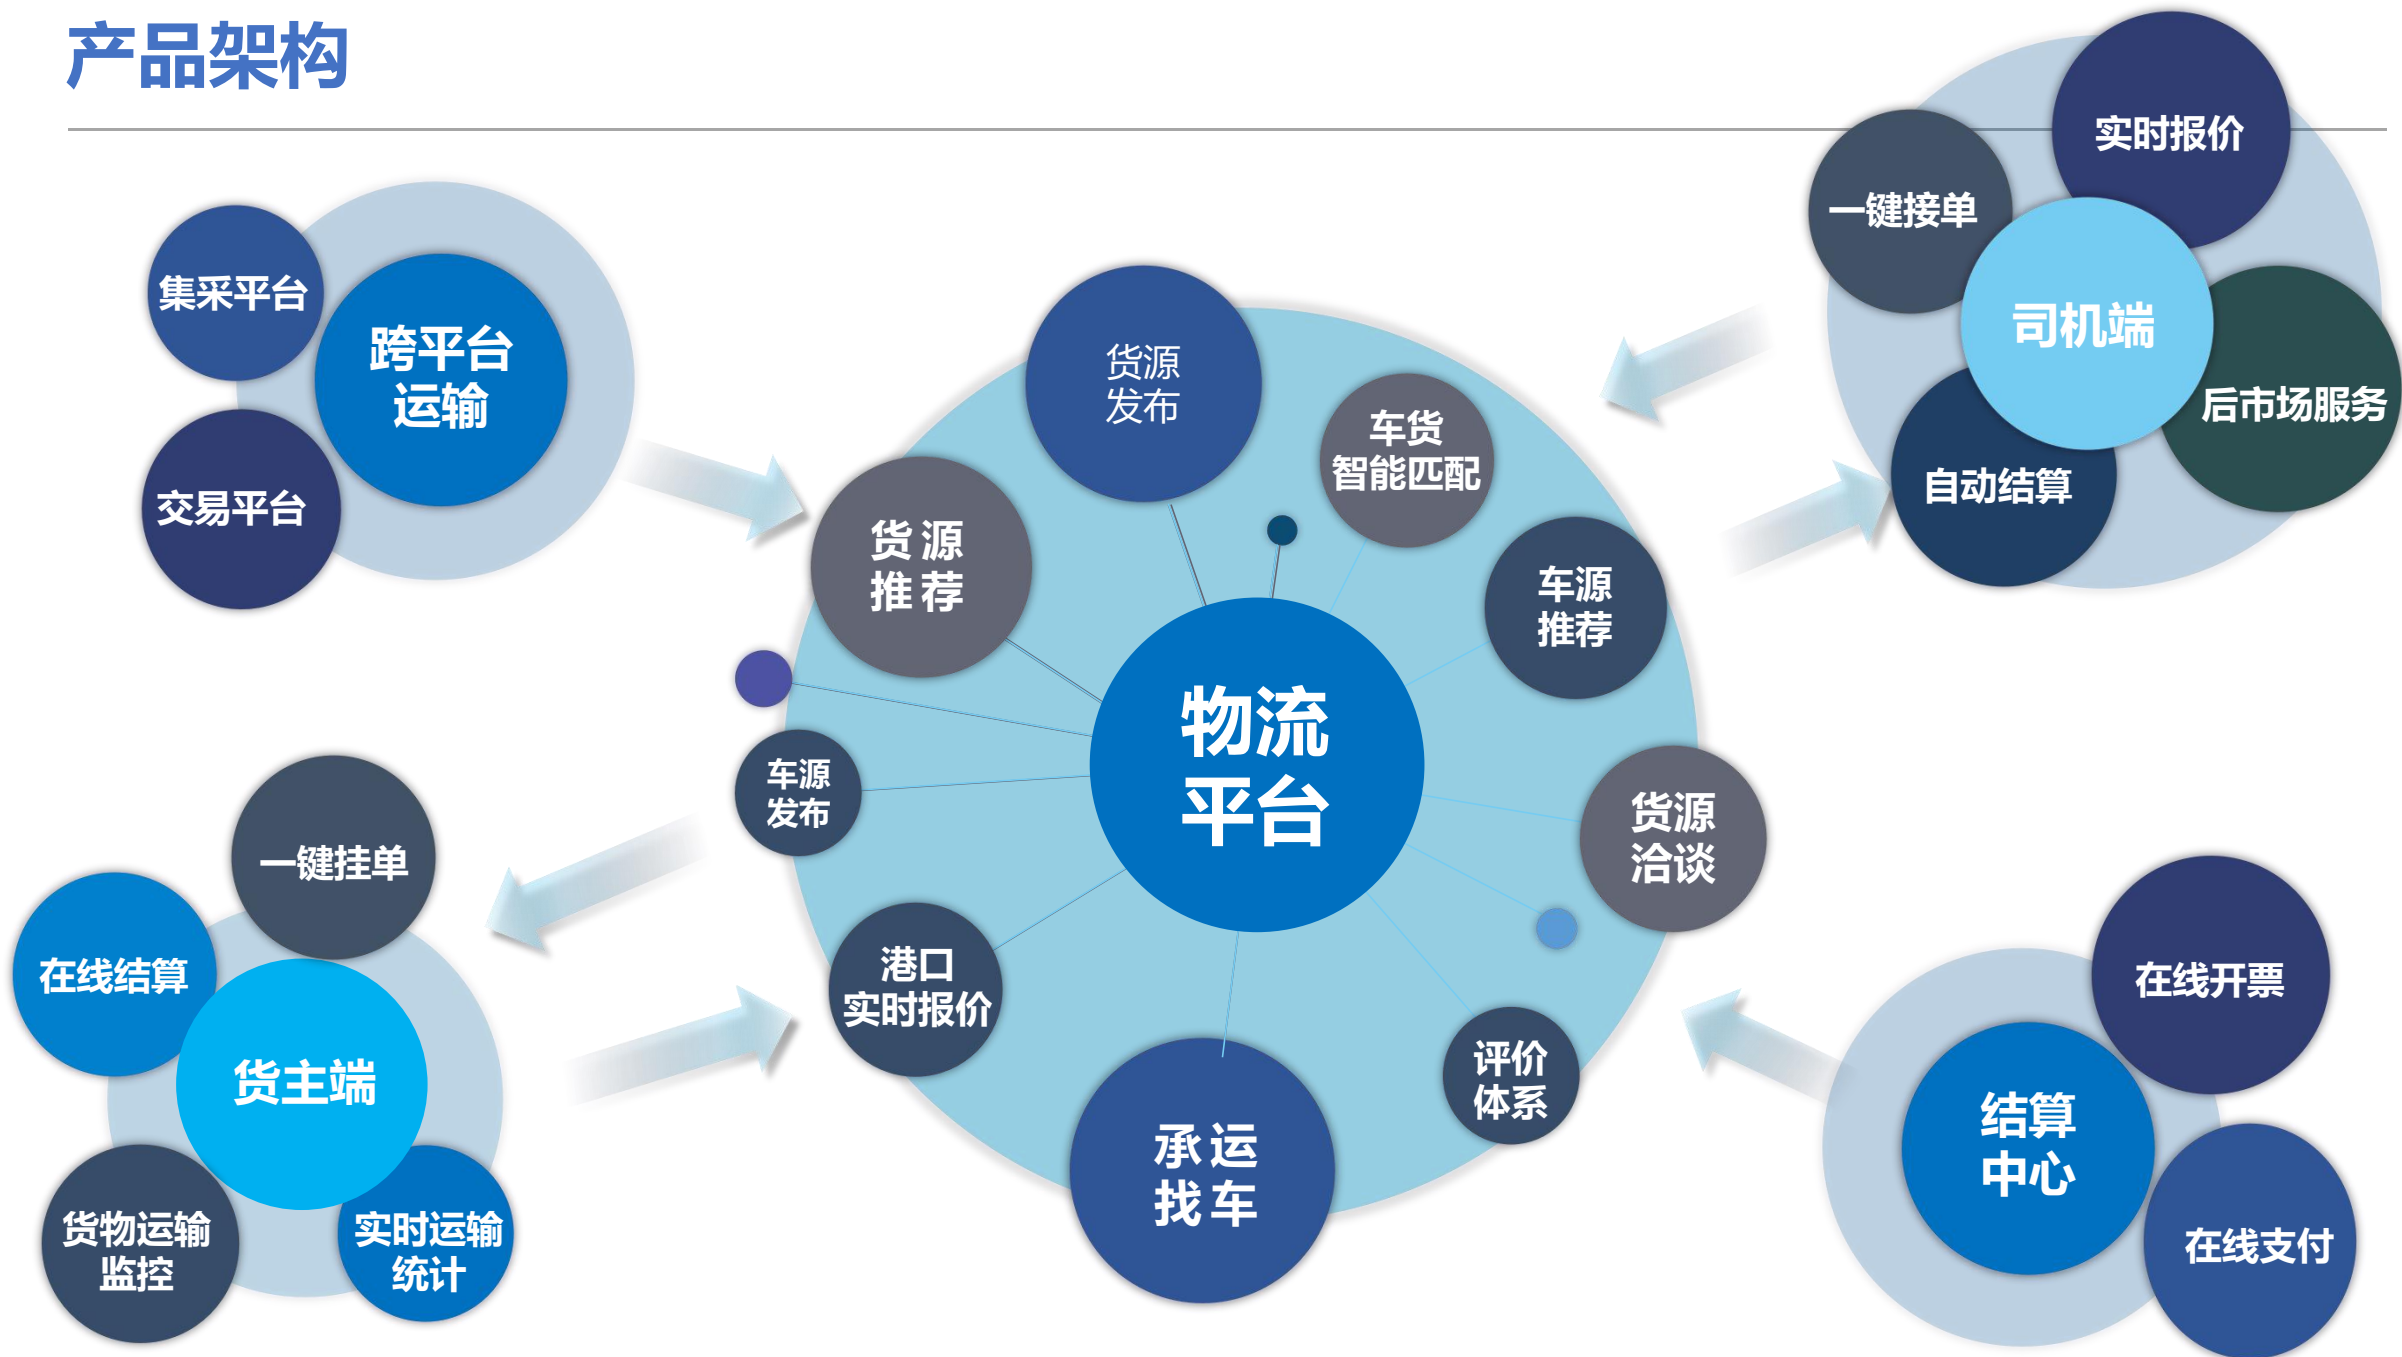 产品架构
集采平台
跨平台
运输
交易平台
实时报价
一键接单
司机端
后市场服务
自动结算
货源
发布
车货
智能匹配
货 源
推 荐
车源
推荐
物流
平台
车源
发布
货源
洽谈
港口
实时报价
评价
体系
承 运
找 车
一键挂单
在线结算
货主端
货物运输
监控
实时运输
统计
在线开票
结算
中心
在线支付